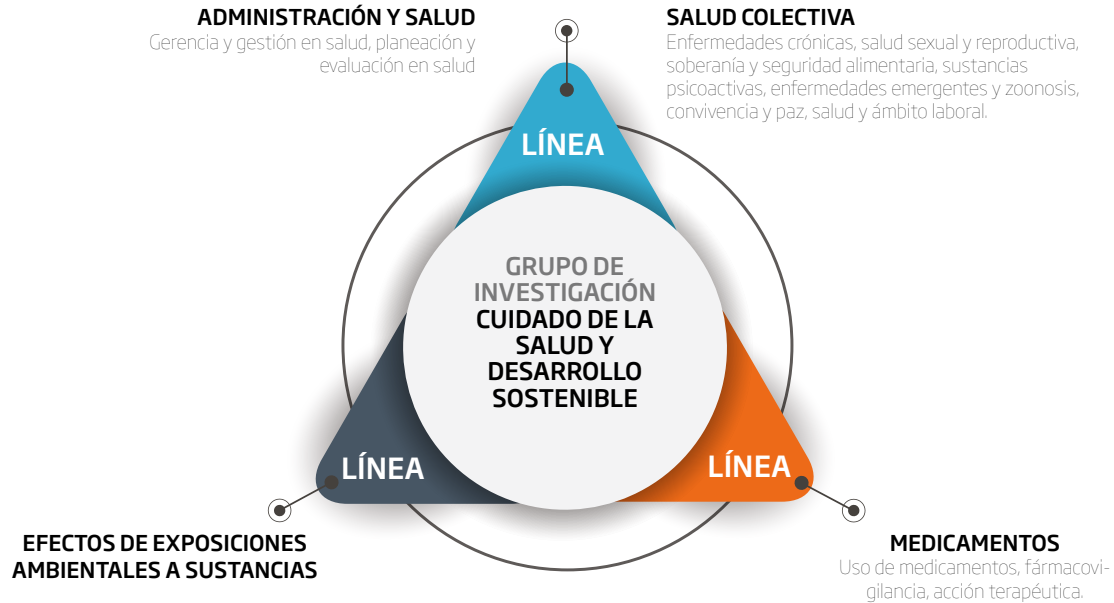 ADMINISTRACIÓN Y SALUD
Gerencia y gestión en salud, planeación y
evaluación en salud
SALUD COLECTIVA
Enfermedades crónicas, salud sexual y reproductiva,
soberanía y seguridad alimentaria, sustancias
psicoactivas, enfermedades emergentes y zoonosis,
convivencia y paz, salud y ámbito laboral.
LÍNEA
GRUPO DE
INVESTIGACIÓN
CUIDADO DE LA
SALUD Y
DESARROLLO
SOSTENIBLE
LÍNEA
LÍNEA
EFECTOS DE EXPOSICIONES
AMBIENTALES A SUSTANCIAS
MEDICAMENTOS
Uso de medicamentos, fármacovi-
gilancia, acción terapéutica.